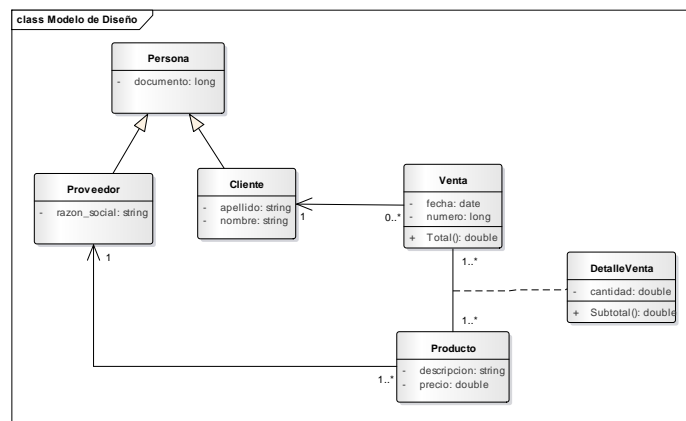 class Modelo de Diseño
Persona
- documento: long
Proveedor
- razon_social: string
Cliente
- apellido: string
- nombre: string
Venta
- fecha: date
- numero: long
+ Total(): double
1
0..*
1
1..*
DetalleVenta
- cantidad: double
+ Subtotal(): double
1..*
Producto
- descripcion: string
- precio: double
1..*